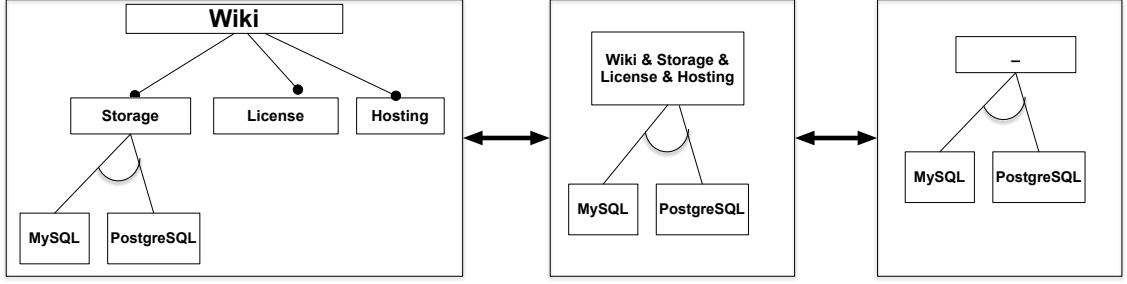 Wiki
Storage
License
Hosting
MySQL
PostgreSQL
Wiki & Storage &
License & Hosting
MySQL
PostgreSQL
_
MySQL
PostgreSQL